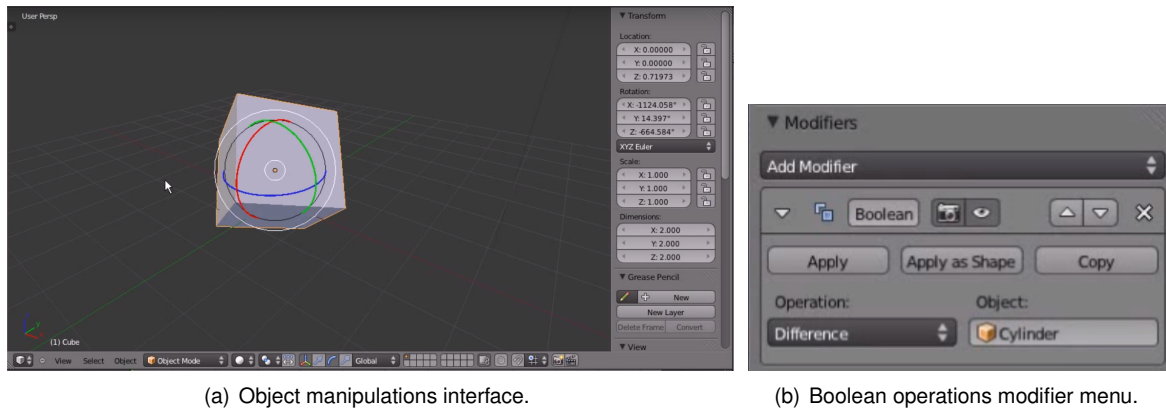 User Persp
(1) Cube
View Select Object Object Mode Global
▼ Transform
Location:
X: 0.00000
Y: 0.00000
Z: 0.71973
Rotation:
X: -1124.058°
Y: 14.397°
Z: -664.584°
XYZ Euler
Scale:
X: 1.000
Y: 1.000
Z: 1.000
Dimensions:
X: 2.000
Y: 2.000
Z: 2.000
▼ Grease Pencil
New
New Layer
Delete Frame Convert
▼ View
(a) Object manipulations interface.
▼ Modifiers
Add Modifier
Boolean
Apply Apply as Shape Copy
Operation: Object:
Difference Cylinder
(b) Boolean operations modifier menu.